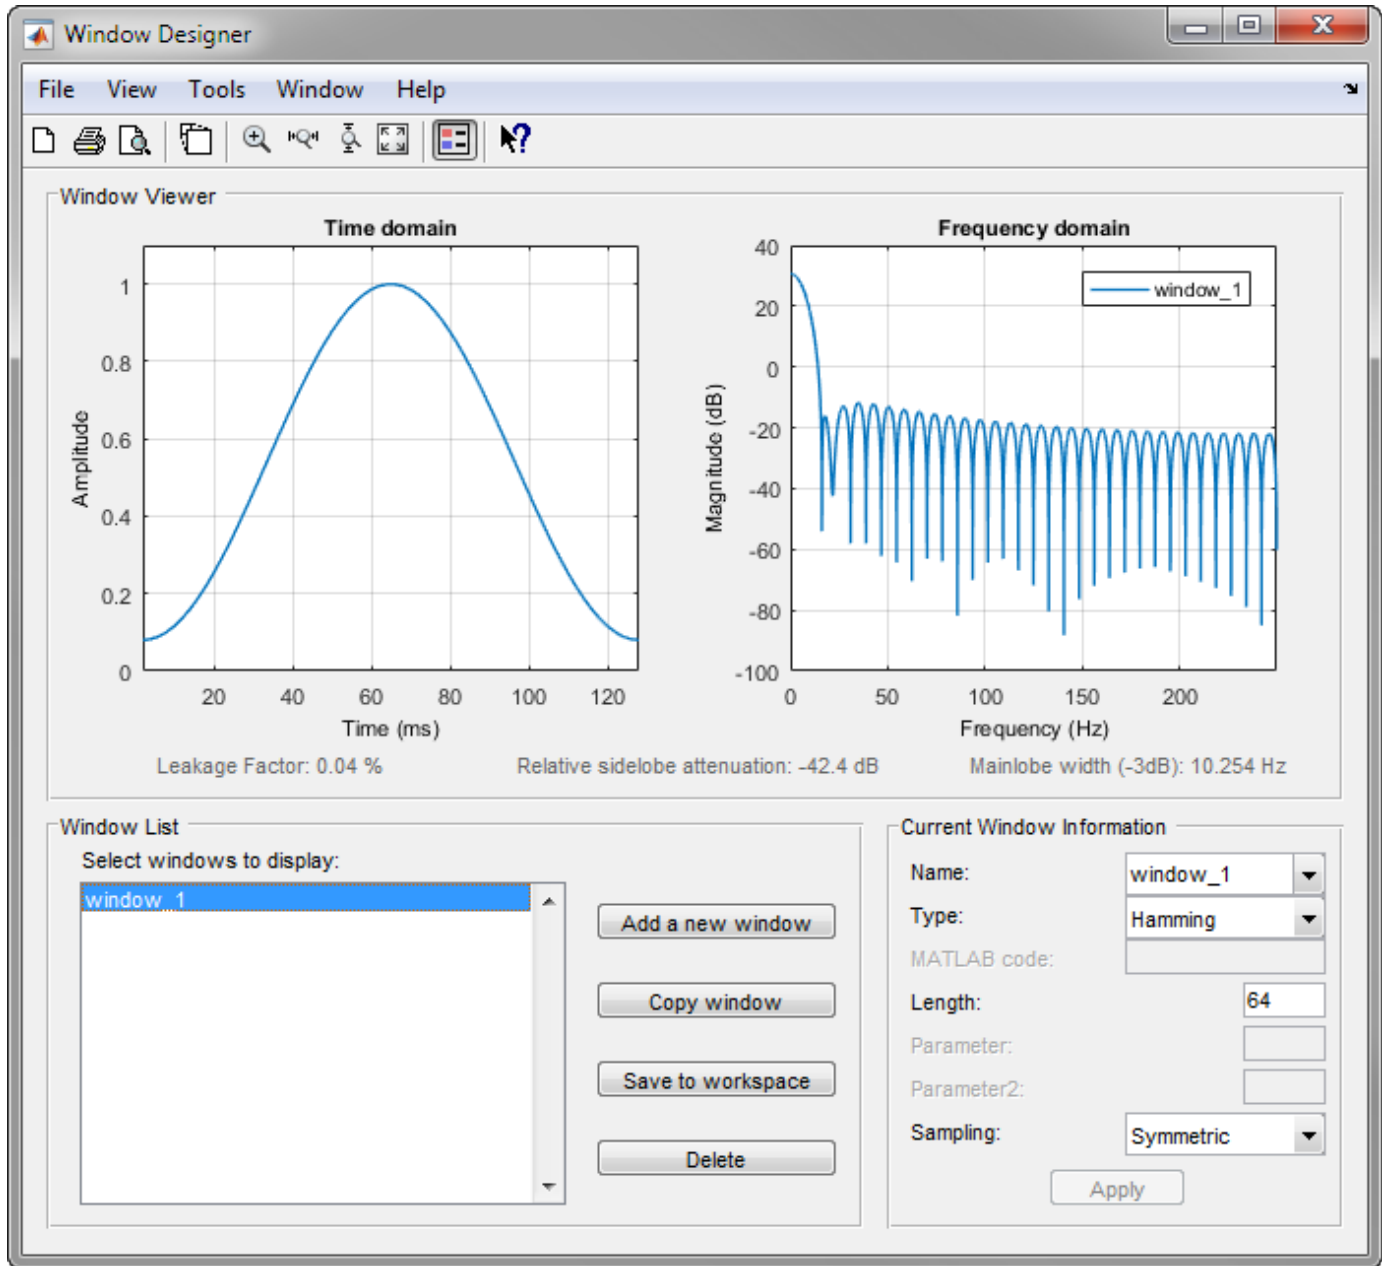 Window Designer
File View Tools Window Help
Window Viewer
Time domain
1
0.8
0.6
0.4
0.2
0
Amplitude
20 40 60 80 100 120
Time (ms)
Frequency domain
window_1
40
20
0
-20
-40
-60
-80
-100
Magnitude (dB)
0 50 100 150 200
Frequency (Hz)
Leakage Factor: 0.04 % Relative sidelobe attenuation: -42.4 dB Mainlobe width (-3dB): 10.254 Hz
Window List
Select windows to display:
window_1
Add a new window
Copy window
Save to workspace
Delete
Current Window Information
Name: window_1
Type: Hamming
MATLAB code:
Length: 64
Parameter:
Parameter2:
Sampling: Symmetric
Apply